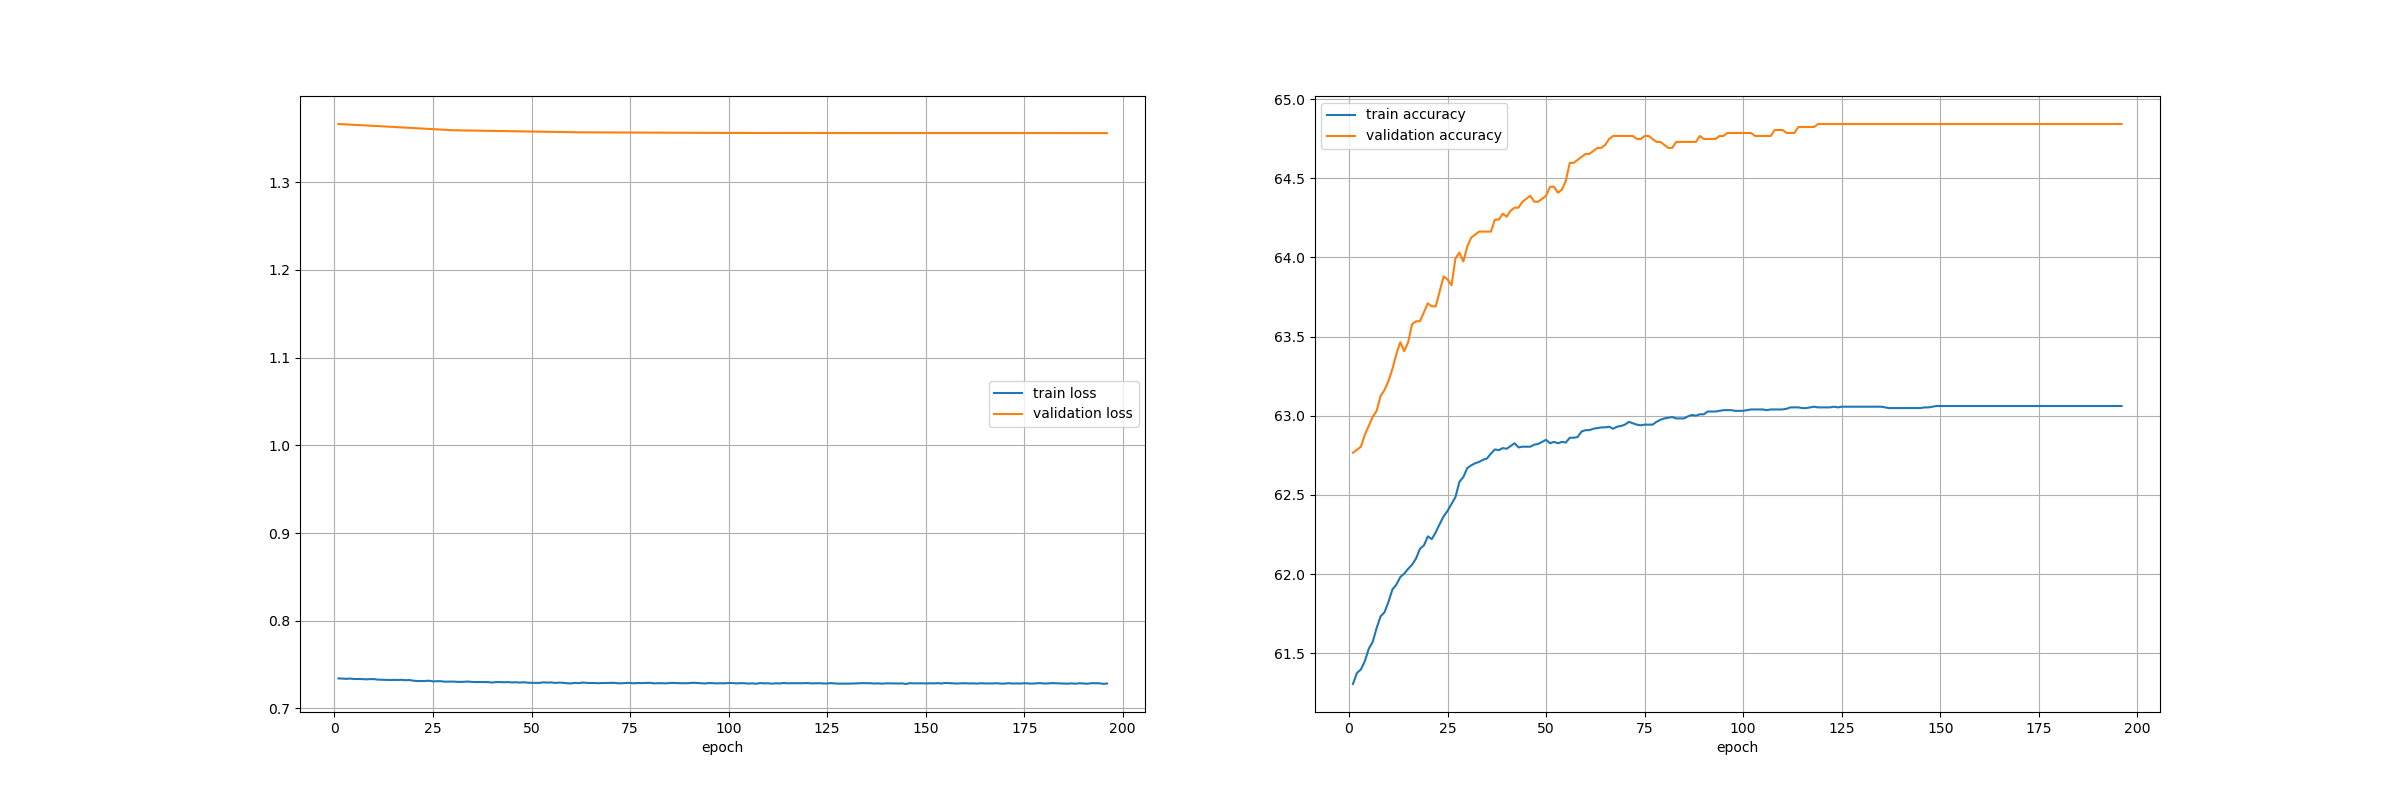 1.3
1.2
1.1
1.0
0.9
0.8
0.7
train loss
validation loss
0 25 50 75 100 125 150 175 200
epoch
65.0
64.5
64.0
63.5
63.0
62.5
62.0
61.5
train accuracy
validation accuracy
0 25 50 75 100 125 150 175 200
epoch